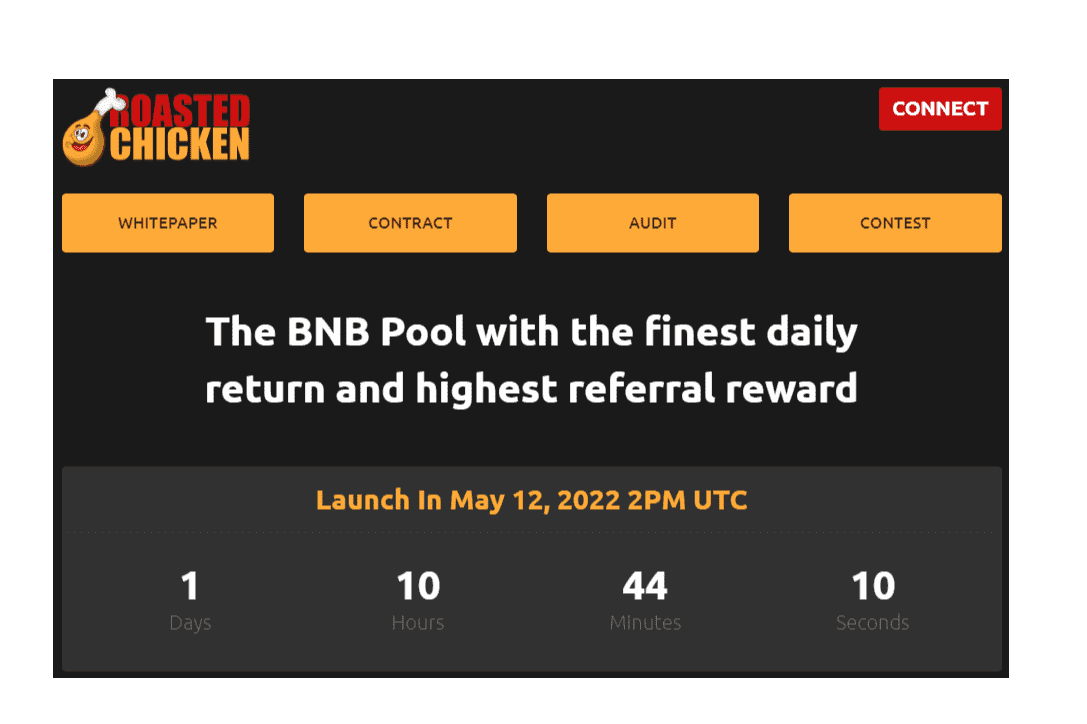 ROASTED
CHICKEN
CONNECT
WHITEPAPER
CONTRACT
AUDIT
CONTEST
The BNB Pool with the finest daily
return and highest referral reward
Launch In May 12, 2022 2PM UTC
1 10 44 10
Days Hours Minutes Seconds